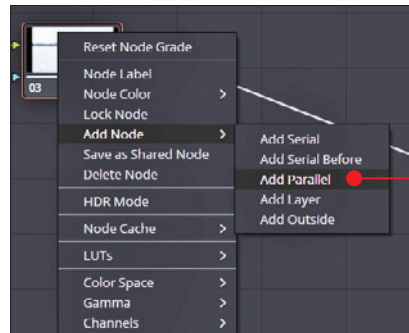 03
Reset Node Grade
Node Label
Node Color >
Lock Node
Add Node >
Save as Shared Node
Delete Node
HDR Mode
Node Cache >
LUTs >
Color Space >
Gamma >
Channels >
Add Serial
Add Serial Before
Add Parallel
Add Layer
Add Outside